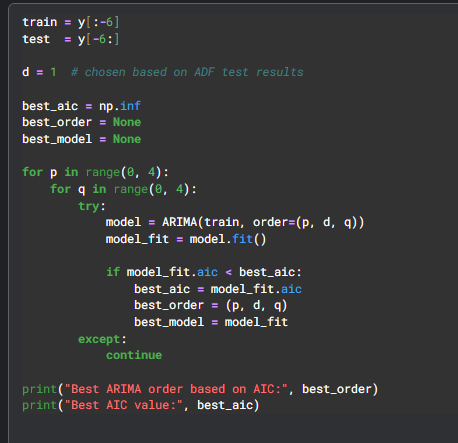 train = y[:-6]
test  = y[-6:]

d = 1  # chosen based on ADF test results

best_aic = np.inf
best_order = None
best_model = None

for p in range(0, 4):
    for q in range(0, 4):
        try:
            model = ARIMA(train, order=(p, d, q))
            model_fit = model.fit()

            if model_fit.aic < best_aic:
                best_aic = model_fit.aic
                best_order = (p, d, q)
                best_model = model_fit
        except:
            continue

print("Best ARIMA order based on AIC:", best_order)
print("Best AIC value:", best_aic)